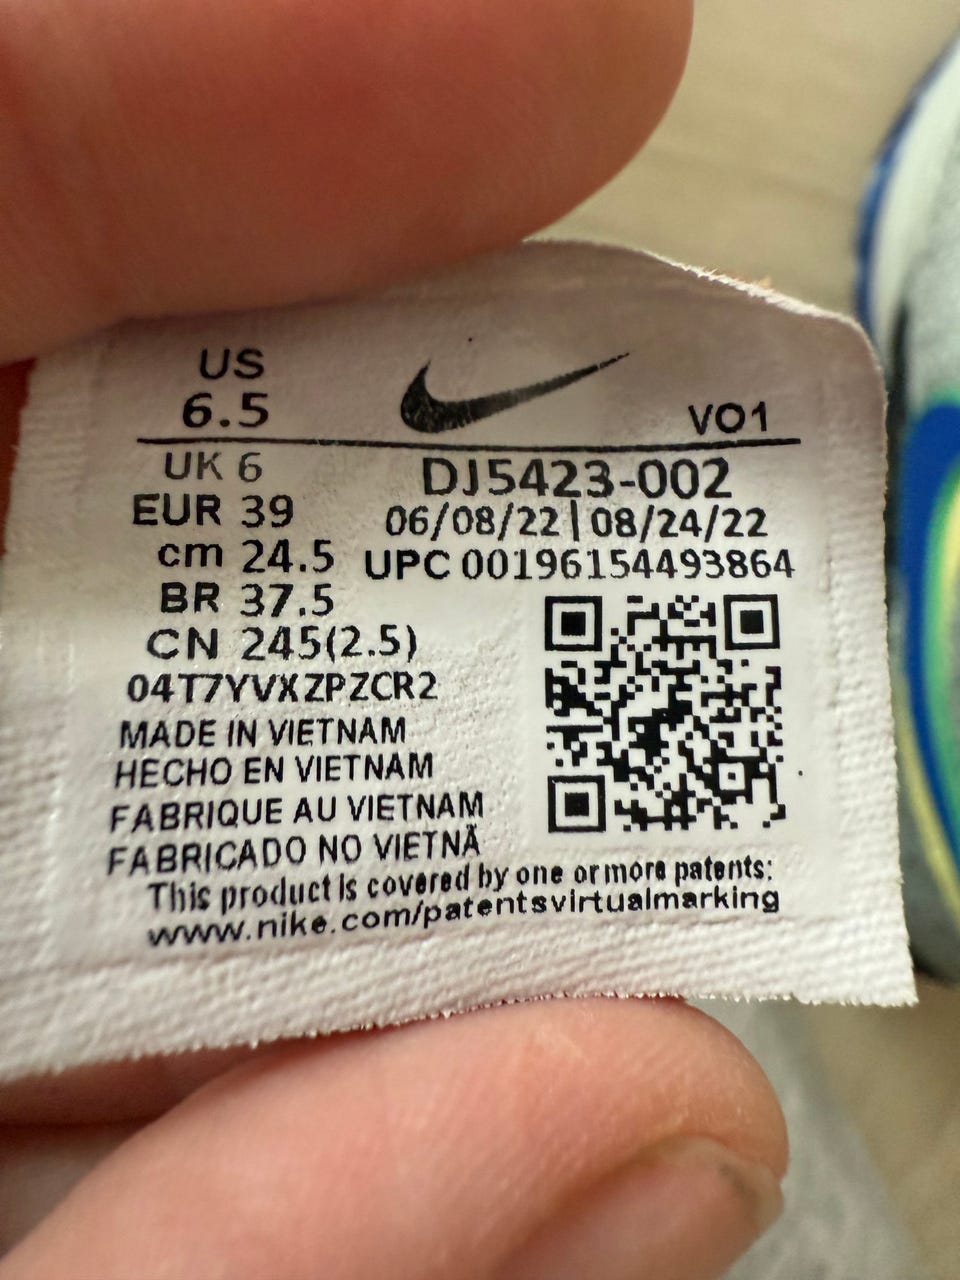 US
6.5
VO1
UK 6
EUR 39
cm 24.5
BR 37.5
CN 245(2.5)
DJ5423-002
06/08/22 | 08/24/22
UPC 00196154493864
04T7YVXZPZCR2
MADE IN VIETNAM
HECHO EN VIETNAM
FABRIQUE AU VIETNAM
FABRICADO NO VIETNÃ
This product is covered by one or more patents:
www.nike.com/patentsvirtualmarking